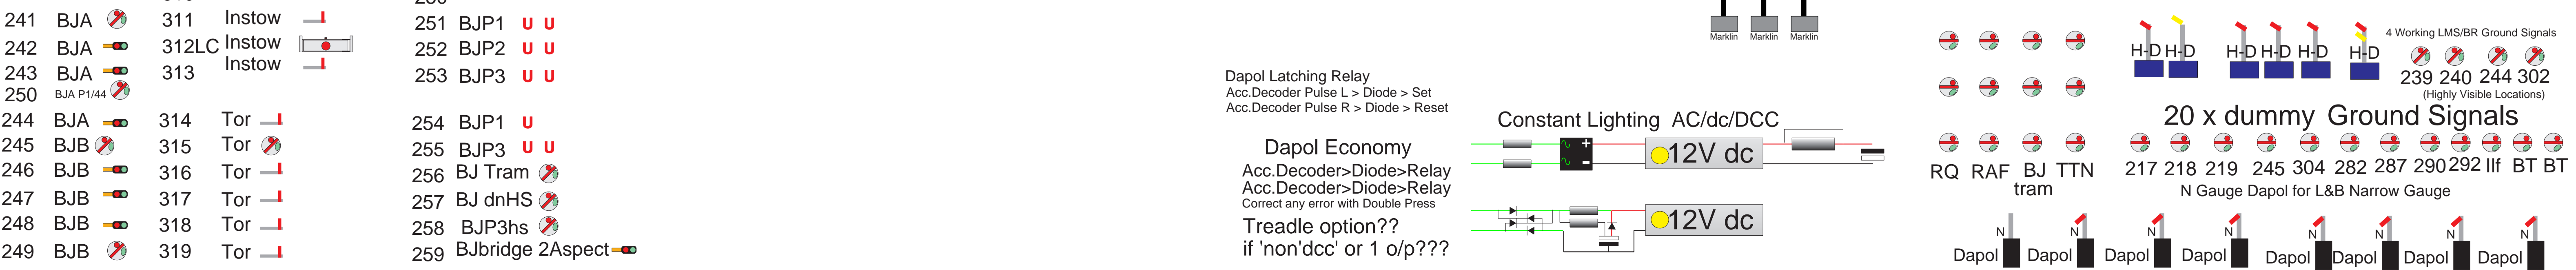 241 BJA
242 BJA
243 BJA
250 BJA P1/44
244 BJA
245 BJB
246 BJB
247 BJB
248 BJB
249 BJB
311 Instow
312LC Instow
313 Instow
314 Tor
315 Tor
316 Tor
317 Tor
318 Tor
319 Tor
251 BJP1 U U
252 BJP2 U U
253 BJP3 U U
254 BJP1 U
255 BJP3 U U
256 BJ Tram
257 BJ dnHS
258 BJP3hs
259 BJbridge 2Aspect
Dapol Latching Relay
Acc.Decoder Pulse L > Diode > Set
Acc.Decoder Pulse R > Diode > Reset
Dapol Economy
Acc.Decoder>Diode>Relay
Acc.Decoder>Diode>Relay
Correct any error with Double Press
Treadle option??
if 'non'dcc' or 1 o/p???
Marklin Marklin Marklin
Constant Lighting AC/dc/DCC
+
-
12V dc
12V dc
RQ RAF BJ tram TTN
H-D H-D H-D H-D H-D H-D
4 Working LMS/BR Ground Signals
239 240 244 302
(Highly Visible Locations)
20 x dummy Ground Signals
217 218 219 245 304 282 287 290 292 Ilf BT BT
N Gauge Dapol for L&B Narrow Gauge
N N N N N N N N
Dapol Dapol Dapol Dapol Dapol Dapol Dapol Dapol